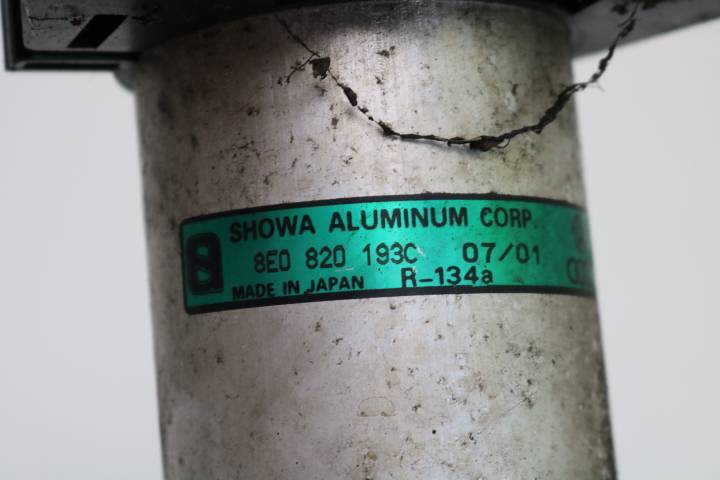 SHOWA ALUMINUM CORP.
8E0 820 193C 07/01
MADE IN JAPAN R-134a